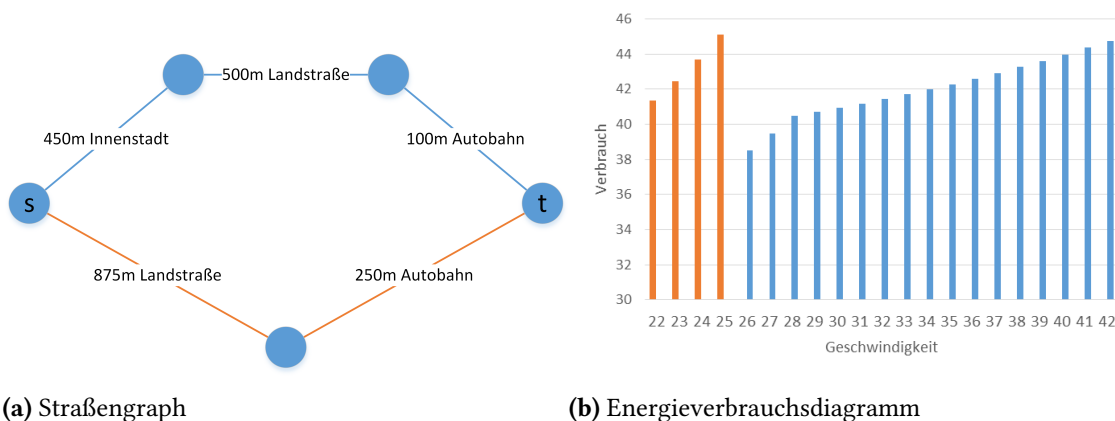 500m Landstraße
450m Innenstadt
100m Autobahn
s
t
875m Landstraße
250m Autobahn
(a) Straßengraph
46
44
42
40
38
36
34
32
30
Verbrauch
22 23 24 25 26 27 28 29 30 31 32 33 34 35 36 37 38 39 40 41 42
Geschwindigkeit
(b) Energieverbrauchsdiagramm